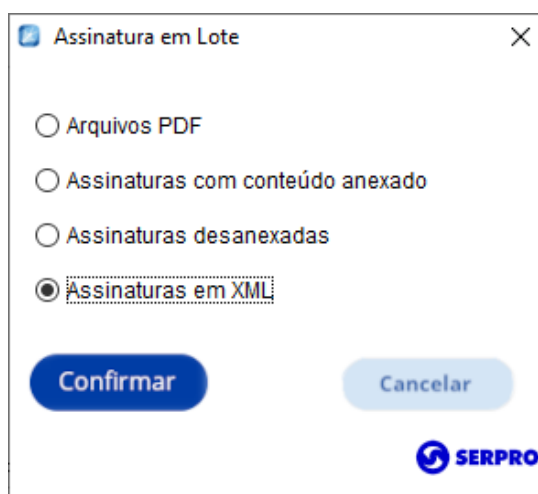 Assinatura em Lote
Arquivos PDF
Assinaturas com conteúdo anexado
Assinaturas desanexadas
Assinaturas em XML
Confirmar
Cancelar
SERPRO